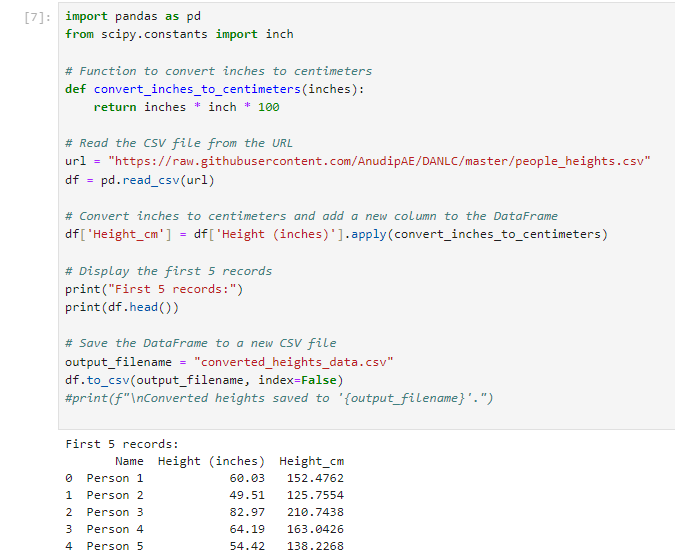 [7]: import pandas as pd
from scipy.constants import inch

# Function to convert inches to centimeters
def convert_inches_to_centimeters(inches):
    return inches * inch * 100

# Read the CSV file from the URL
url = "https://raw.githubusercontent.com/AnudipAE/DANLC/master/people_heights.csv"
df = pd.read_csv(url)

# Convert inches to centimeters and add a new column to the DataFrame
df['Height_cm'] = df['Height (inches)'].apply(convert_inches_to_centimeters)

# Display the first 5 records
print("First 5 records:")
print(df.head())

# Save the DataFrame to a new CSV file
output_filename = "converted_heights_data.csv"
df.to_csv(output_filename, index=False)
#print(f"\nConverted heights saved to '{output_filename}'.")

First 5 records:
       Name  Height (inches)  Height_cm
0  Person 1            60.03   152.4762
1  Person 2            49.51   125.7554
2  Person 3            82.97   210.7438
3  Person 4            64.19   163.0426
4  Person 5            54.42   138.2268